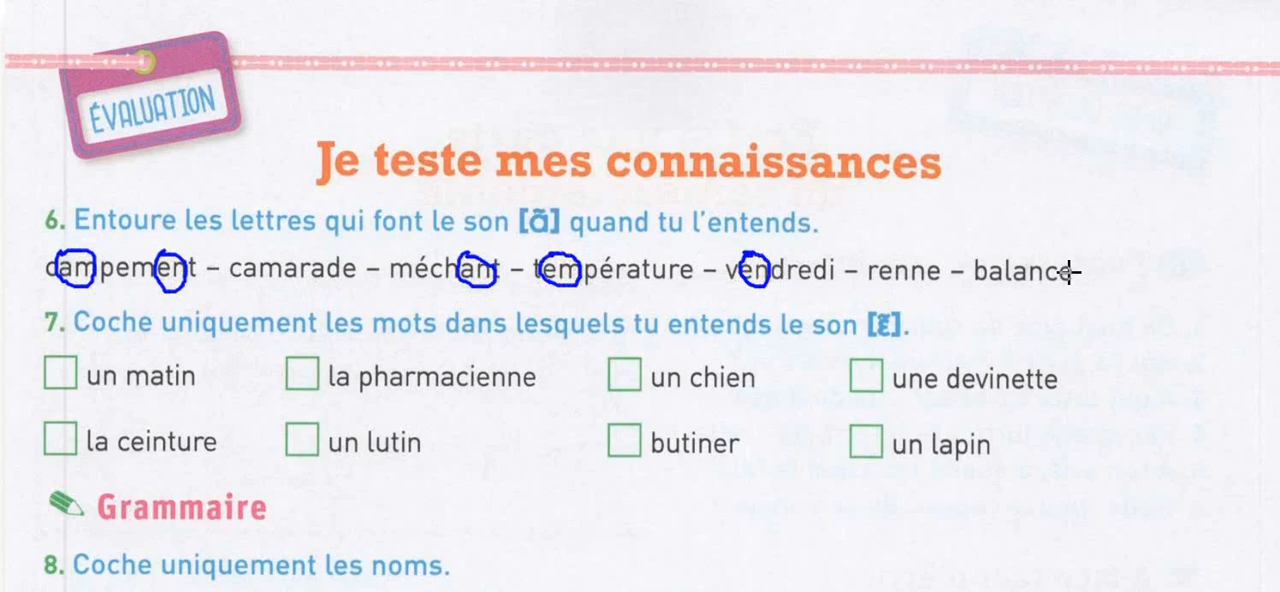 ÉVALUATION
Je teste mes connaissances
6. Entoure les lettres qui font le son [ɑ̃] quand tu l'entends.
campement – camarade – méchant – température – vendredi – renne – balance
7. Coche uniquement les mots dans lesquels tu entends le son [ɛ̃].
un matin la pharmacienne un chien une devinette
la ceinture un lutin butiner un lapin
Grammaire
8. Coche uniquement les noms.